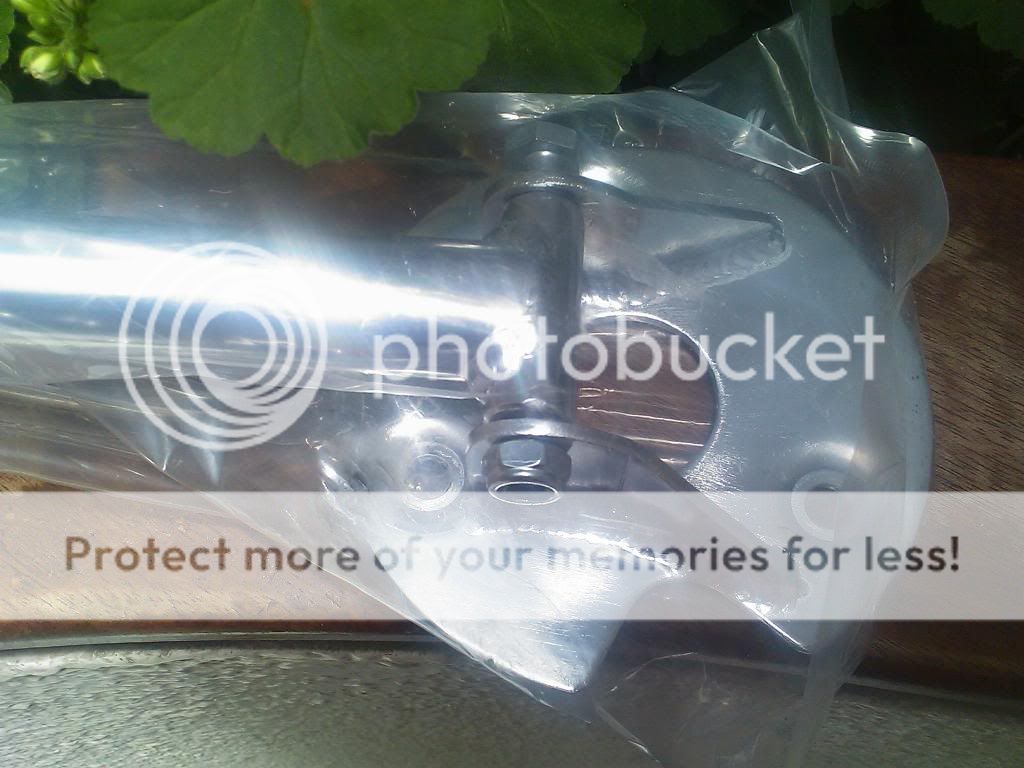 photobucket
Protect more of your memories for less!